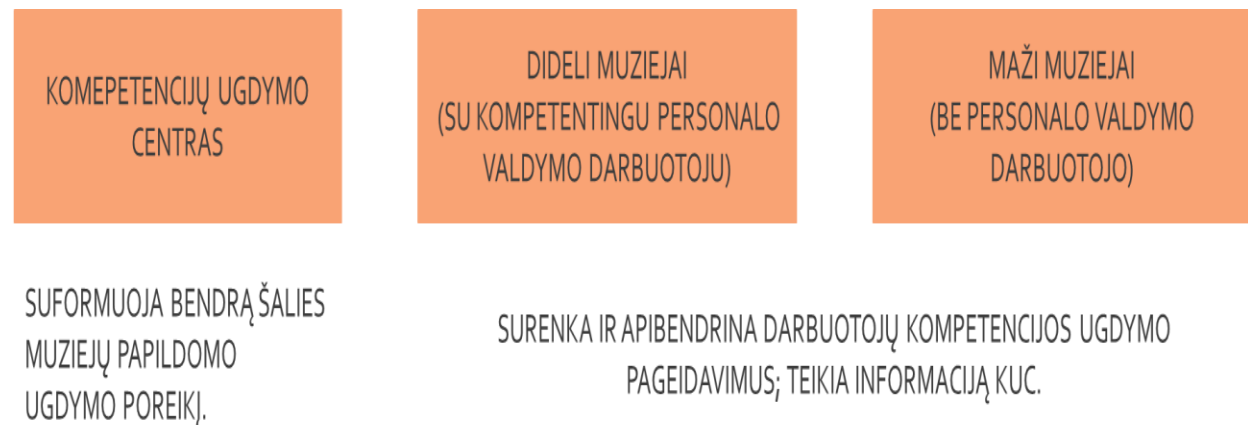 KOMEPETENCIJŲ UGDYMO
CENTRAS
DIDELI MUZIEJAI
(SU KOMPETENTINGU PERSONALO
VALDYMO DARBUOTOJU)
MAŽI MUZIEJAI
(BE PERSONALO VALDYMO
DARBUOTOJO)
SUFORMUOJA BENDRĄ ŠALIES
MUZIEJŲ PAPILDOMO
UGDYMO POREIKĮ.
SURENKA IR APIBENDRINA DARBUOTOJŲ KOMPETENCIJOS UGDYMO
PAGEIDAVIMUS; TEIKIA INFORMACIJĄ KUC.